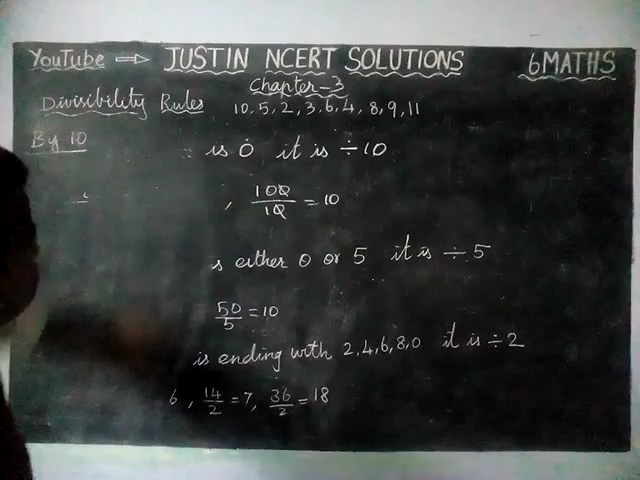 YouTube ⇒ JUSTIN NCERT SOLUTIONS 6MATHS
Chapter-3
Divisibility Rules 10,5,2,3,6,4,8,9,11
By 10
is 0 it is ÷10
, 100/10 = 10
is either 0 or 5 it is ÷ 5
50/5 = 10
is ending with 2,4,6,8,0 it is ÷2
6, 14/2 = 7, 36/2 = 18